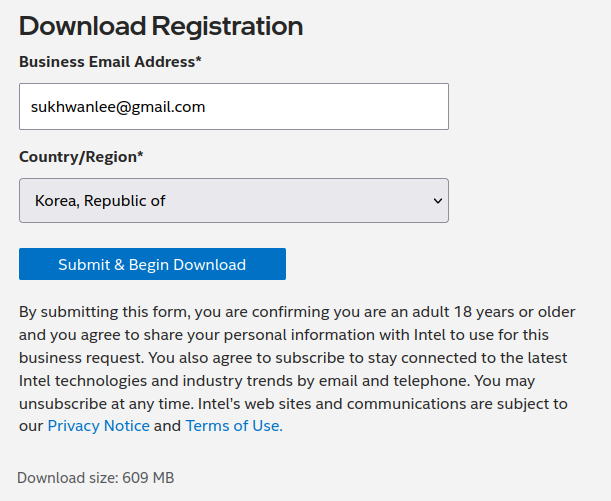 Download Registration
Business Email Address*
sukhwanlee@gmail.com
Country/Region*
Korea, Republic of
Submit & Begin Download
By submitting this form, you are confirming you are an adult 18 years or older
and you agree to share your personal information with Intel to use for this
business request. You also agree to subscribe to stay connected to the latest
Intel technologies and industry trends by email and telephone. You may
unsubscribe at any time. Intel's web sites and communications are subject to
our Privacy Notice and Terms of Use.
Download size: 609 MB